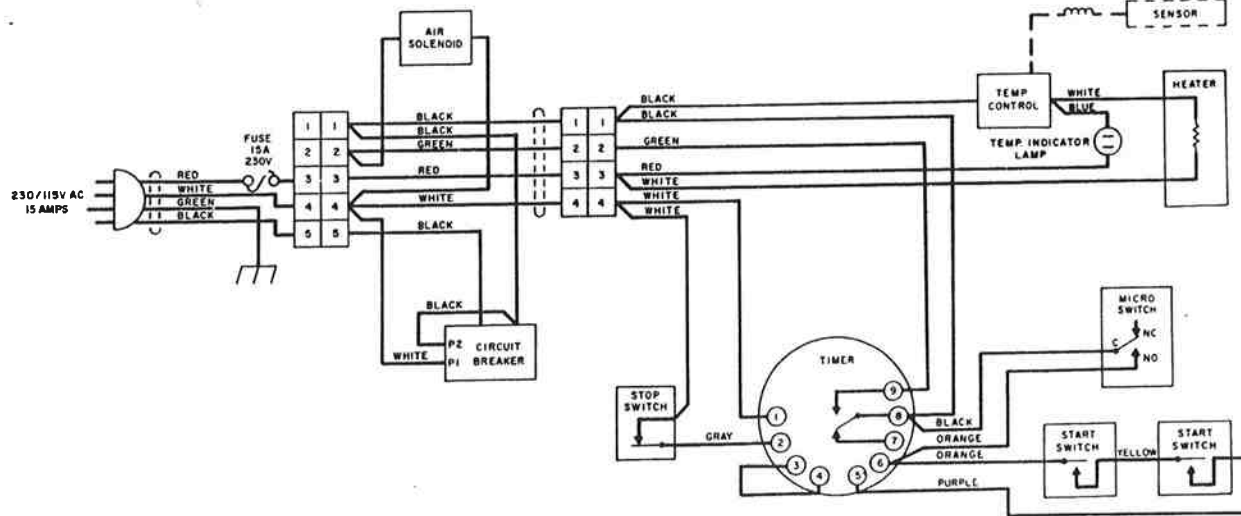 AIR
SOLENOID
SENSOR
TEMP
CONTROL
WHITE
BLUE
HEATER
TEMP. INDICATOR
LAMP
BLACK
BLACK
BLACK
BLACK
GREEN
GREEN
RED
RED
WHITE
WHITE
WHITE
WHITE
FUSE
15A
230V
1 1
2 2
3 3
4 4
5 5
1 1
2 2
3 3
4 4
230/115V AC
15 AMPS
RED
WHITE
GREEN
BLACK
BLACK
BLACK
P2
P1
CIRCUIT
BREAKER
WHITE
MICRO
SWITCH
NC
C
NO
TIMER
1
2
3
4
5
6
7
8
9
STOP
SWITCH
GRAY
BLACK
ORANGE
ORANGE
PURPLE
START
SWITCH
YELLOW
START
SWITCH